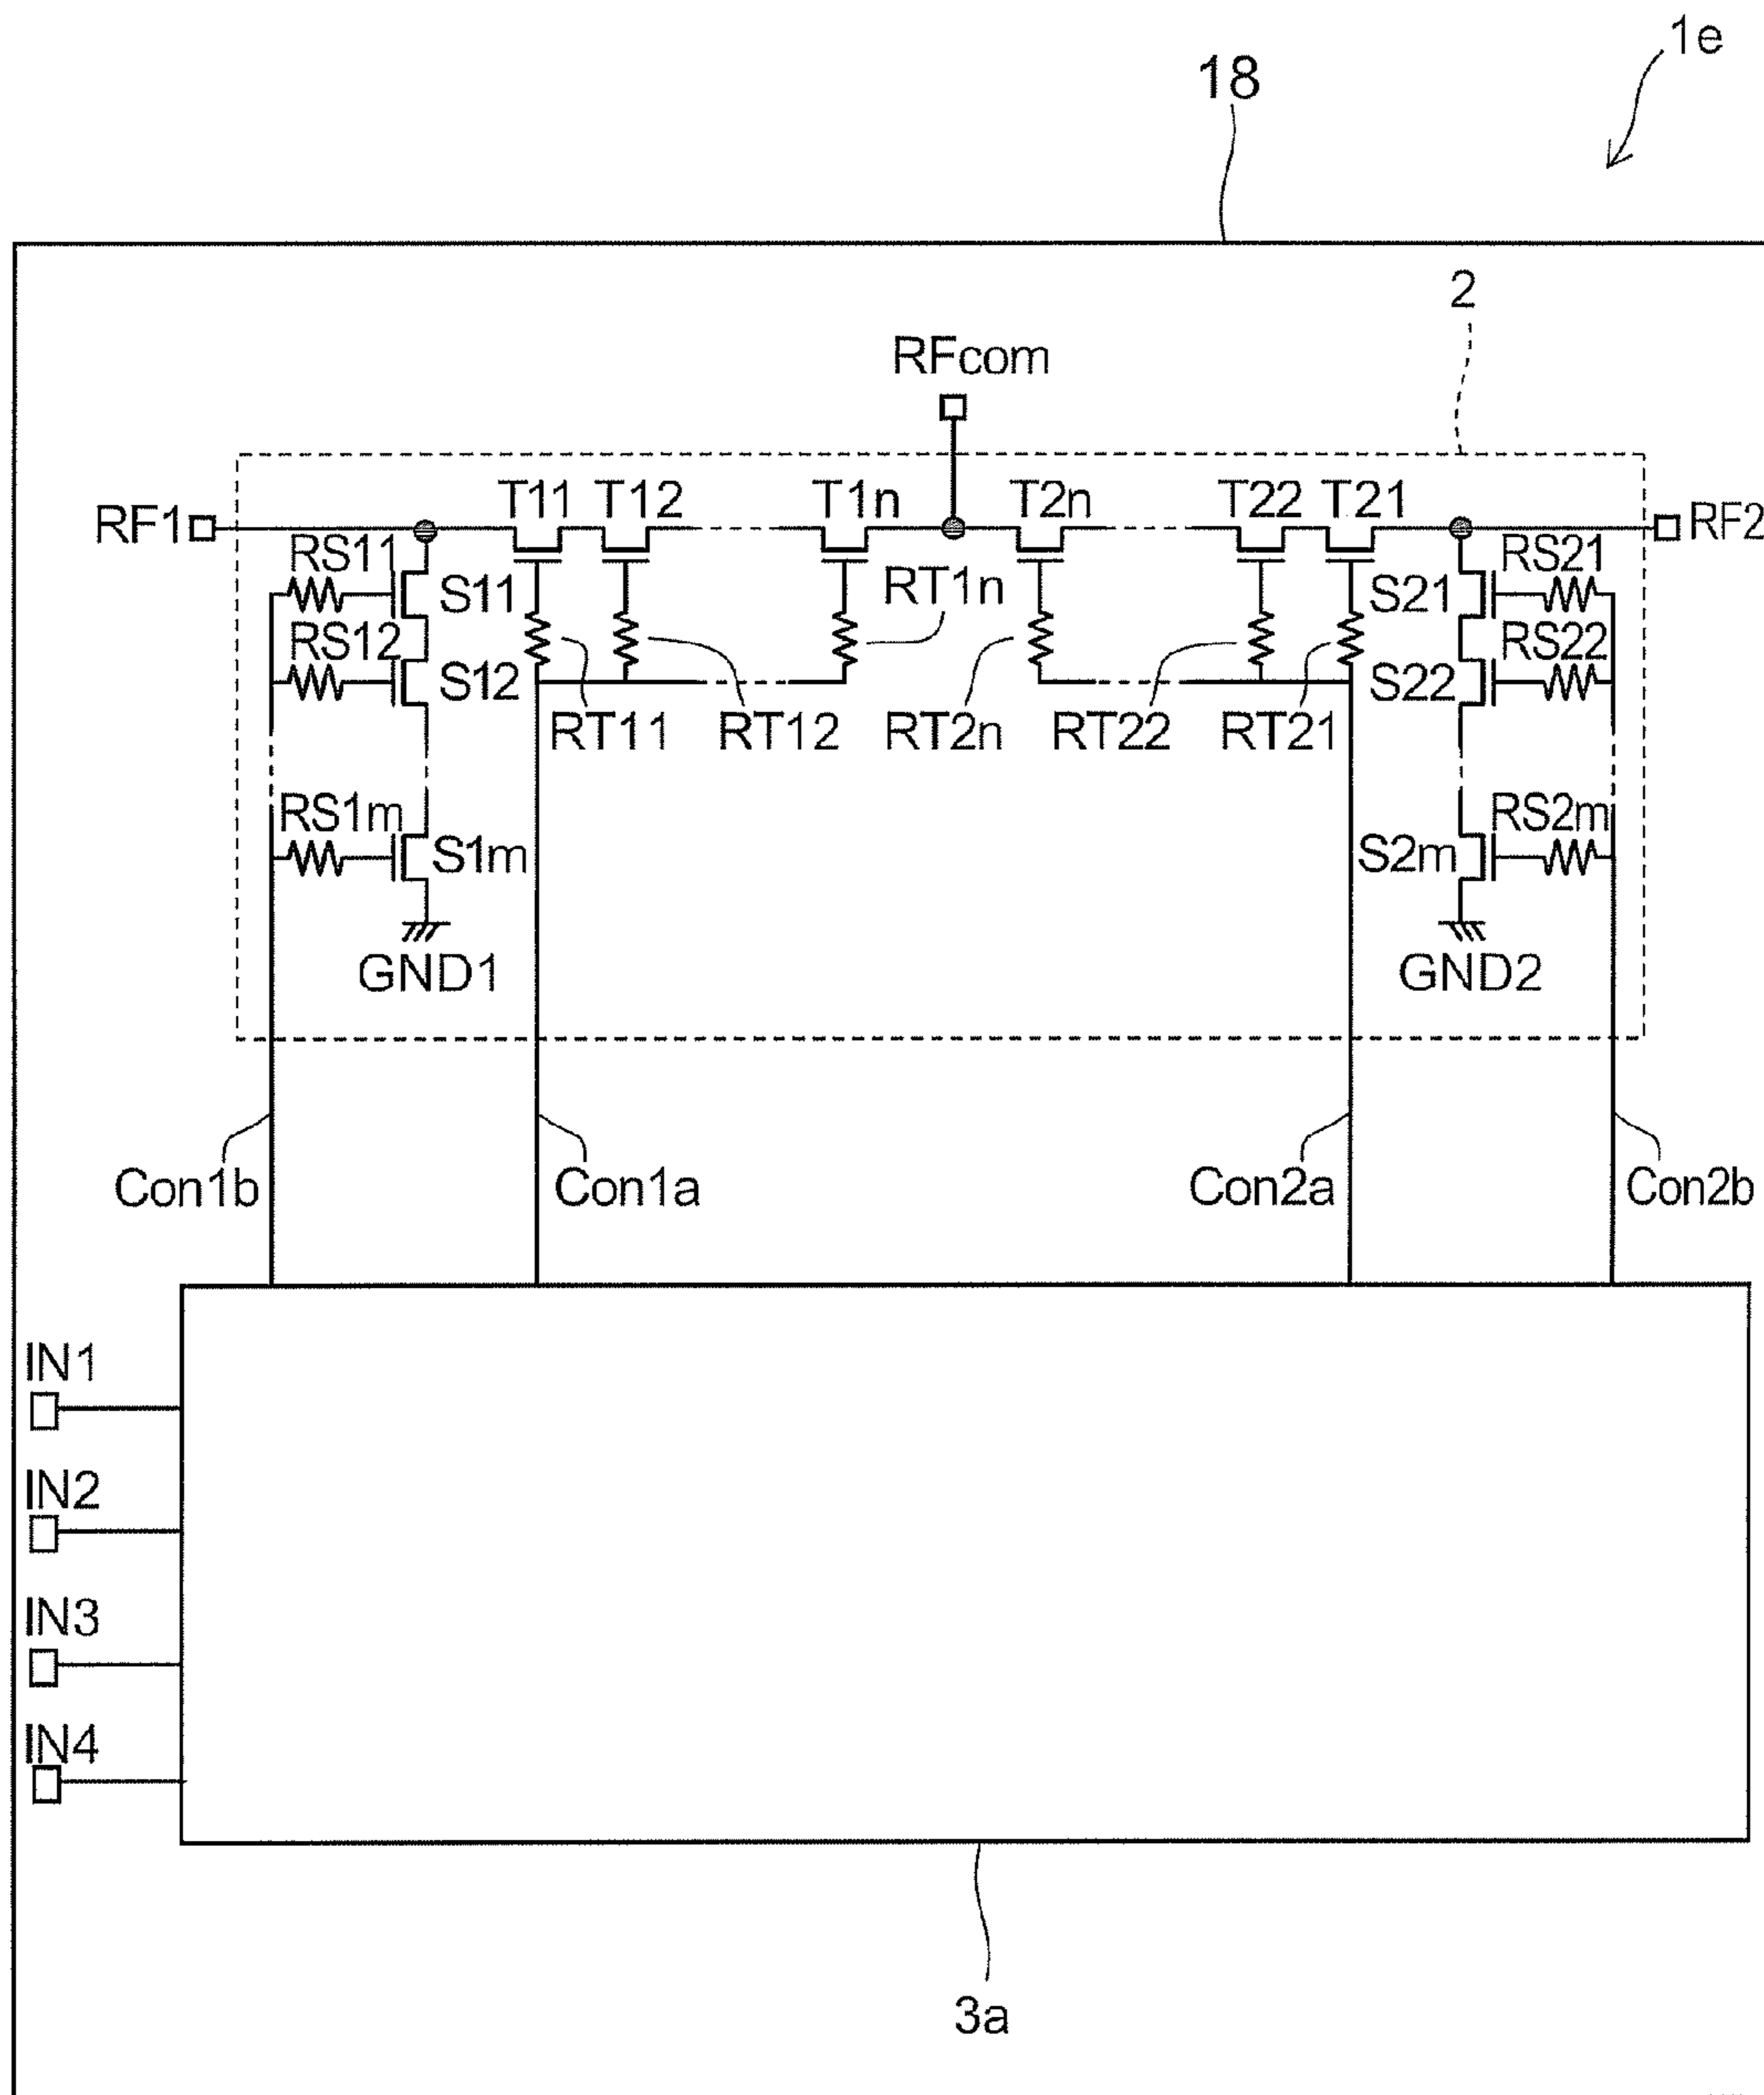 1e
18
2
RFcom
T11 T12 T1n T2n T22 T21
RF1 RF2
RS11 RS21
RT1n
S11 S21
RS12 RS22
S12 S22
RT11 RT12 RT2n RT22 RT21
RS1m RS2m
S1m S2m
GND1 GND2
Con1b Con1a Con2a Con2b
IN1
IN2
IN3
IN4
3a